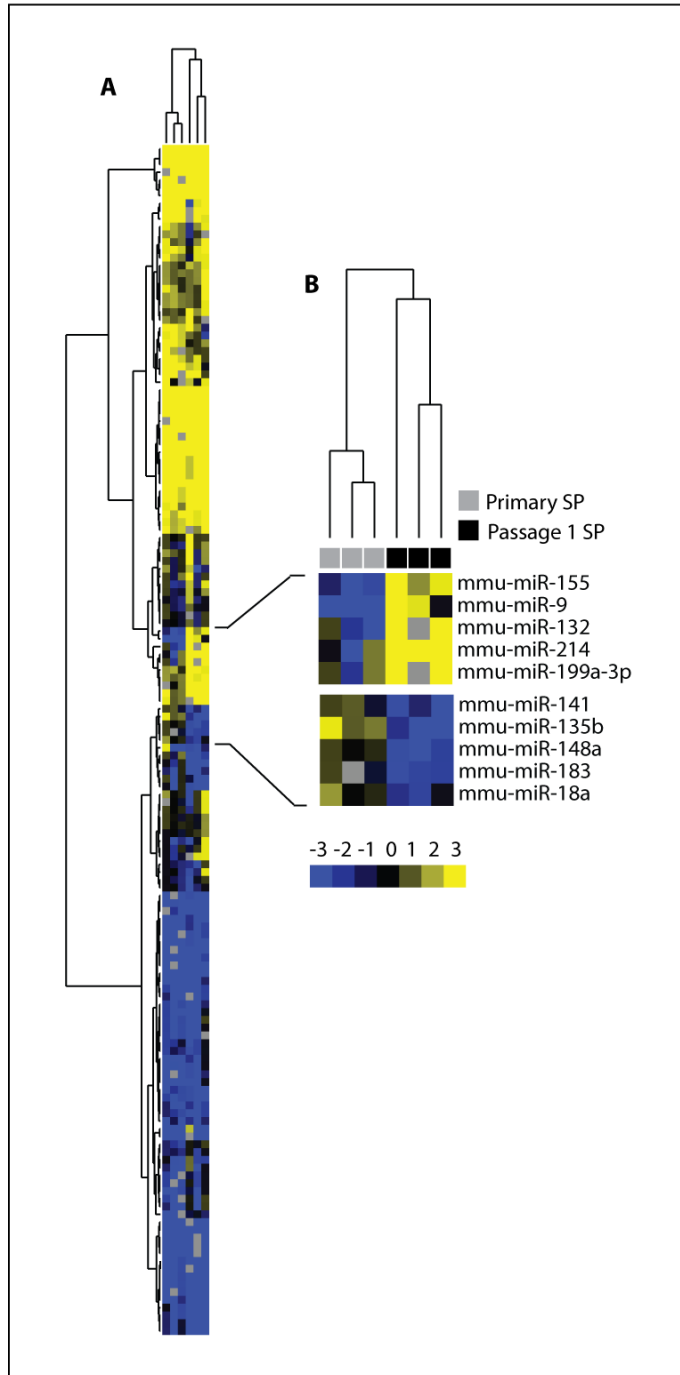 A
B
Primary SP
Passage 1 SP
mmu-miR-155
mmu-miR-9
mmu-miR-132
mmu-miR-214
mmu-miR-199a-3p
mmu-miR-141
mmu-miR-135b
mmu-miR-148a
mmu-miR-183
mmu-miR-18a
-3 -2 -1 0 1 2 3